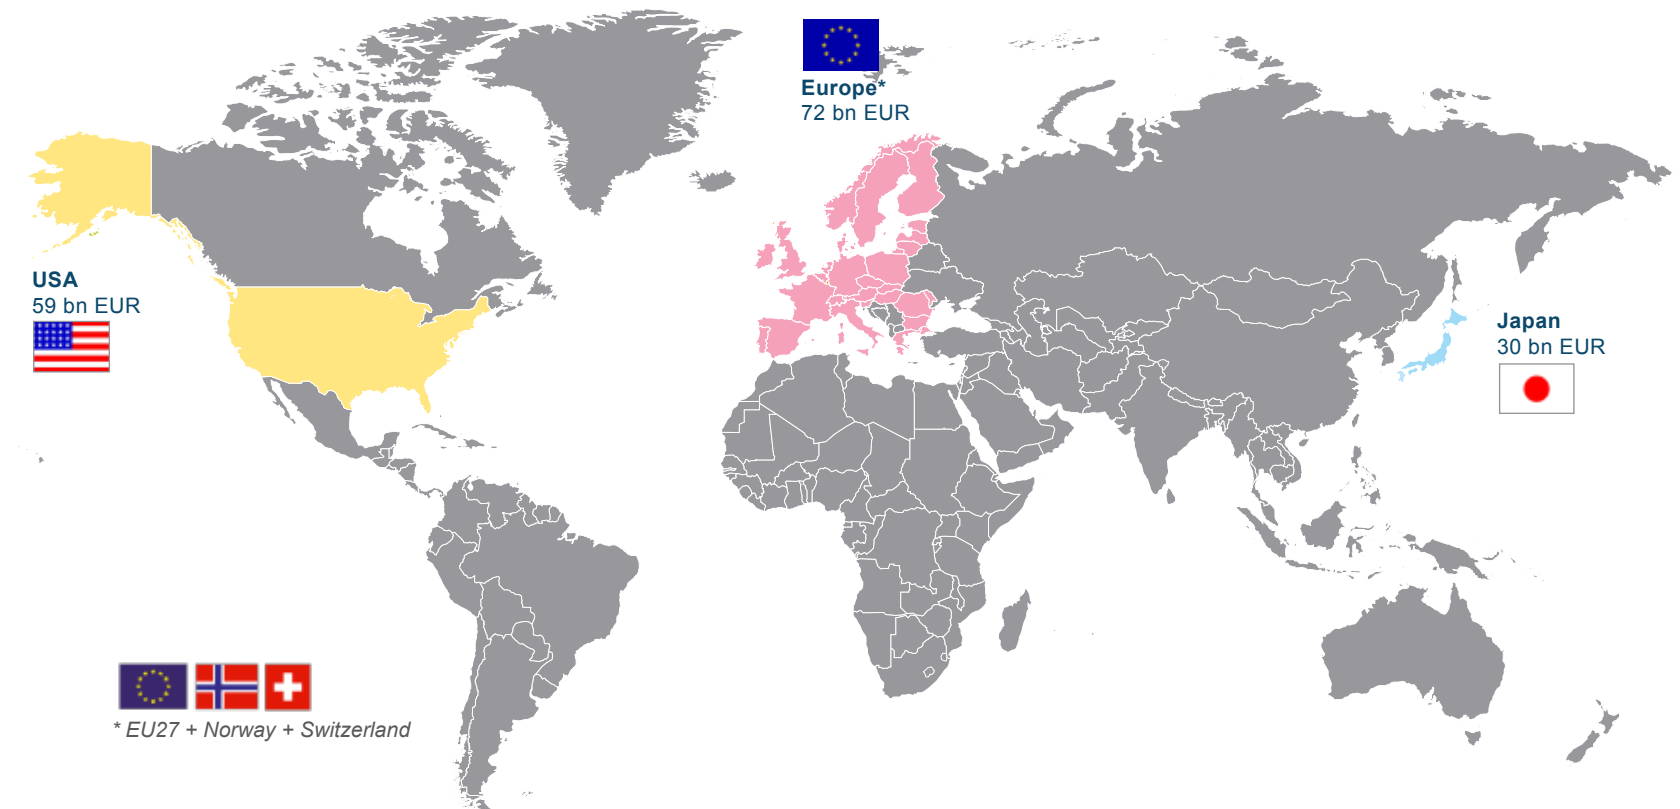 Europe*
72 bn EUR
USA
59 bn EUR
Japan
30 bn EUR
* EU27 + Norway + Switzerland